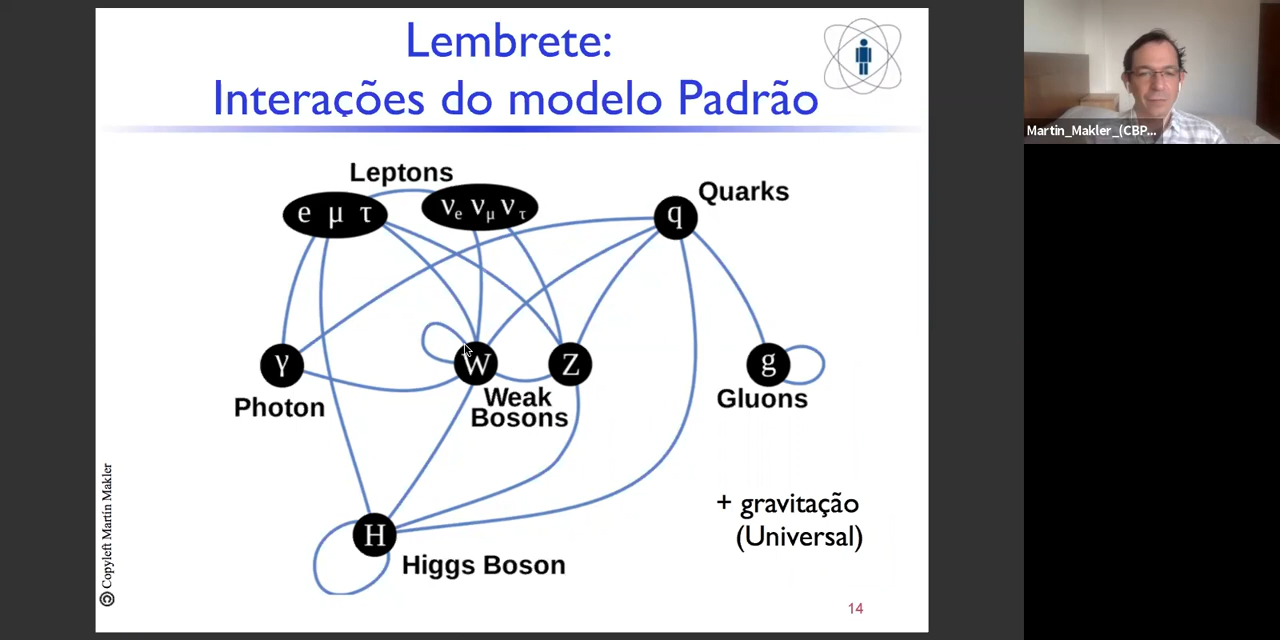 Lembrete:
Interações do modelo Padrão
Leptons
e μ τ
νe νμ ντ
q
Quarks
γ
Photon
W
Z
Weak
Bosons
g
Gluons
H
Higgs Boson
+ gravitação
(Universal)
14
© Copyleft Martín Makler
Martin_Makler_(CBP...